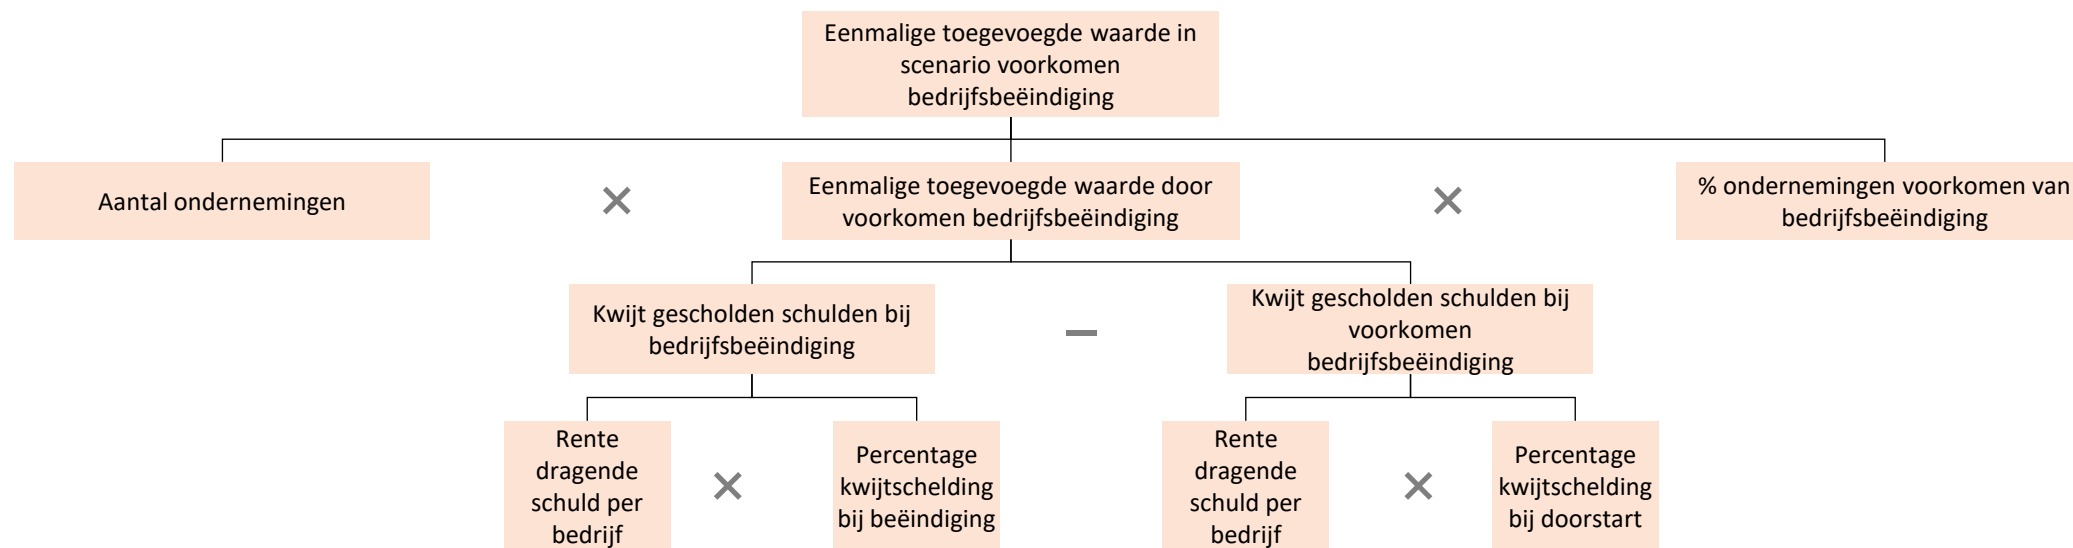 Eenmalige toegevoegde waarde in
scenario voorkomen
bedrijfsbeëindiging
Aantal ondernemingen
×
Eenmalige toegevoegde waarde door
voorkomen bedrijfsbeëindiging
×
% ondernemingen voorkomen van
bedrijfsbeëindiging
Kwijt gescholden schulden bij
bedrijfsbeëindiging
–
Kwijt gescholden schulden bij
voorkomen
bedrijfsbeëindiging
Rente
dragende
schuld per
bedrijf
×
Percentage
kwijtschelding
bij beëindiging
Rente
dragende
schuld per
bedrijf
×
Percentage
kwijtschelding
bij doorstart